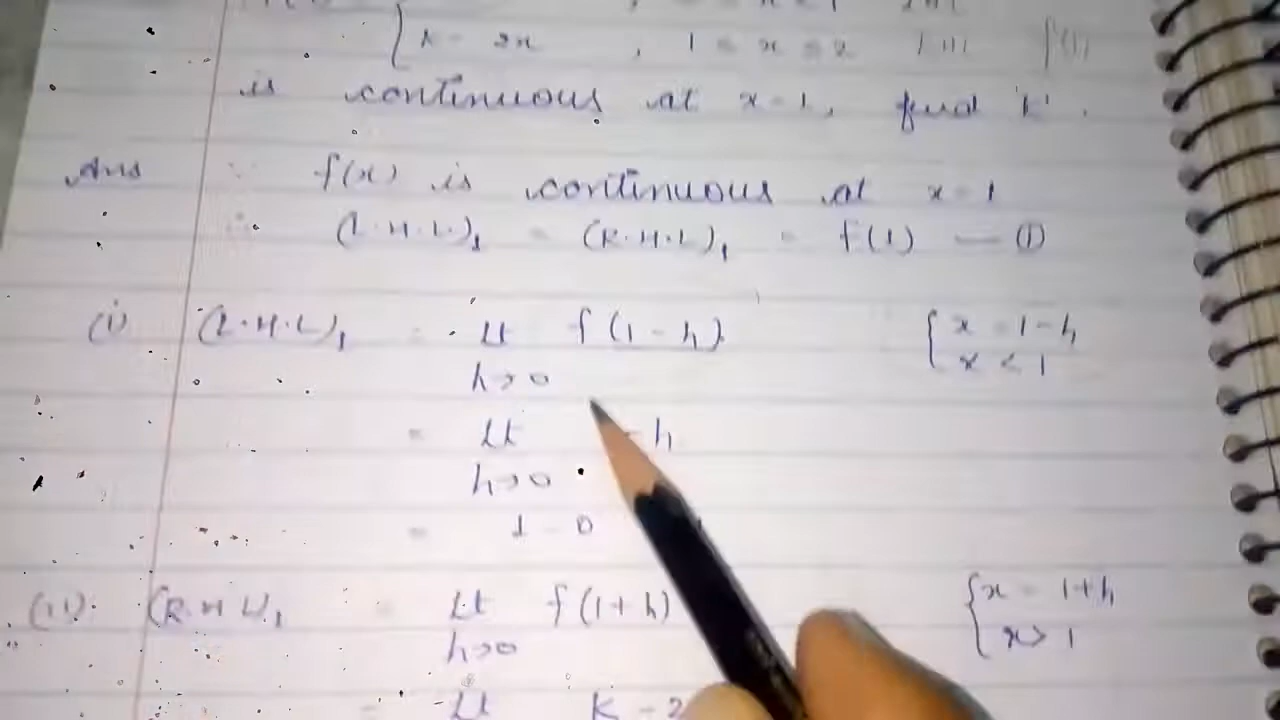 K - 2x , 1 ≤ x ≤ 2
is continuous at x = 1, find 'K'.
Ans ∵ f(x) is continuous at x = 1
∴ (L.H.L)₁ = (R.H.L)₁ = f(1) — (1)
(i) (L.H.L)₁ = Lt f(1 - h) { x = 1 - h
h→0 x < 1
= Lt - h
h→0
= 1 - 0
(ii) (R.H.L)₁ = Lt f(1 + h) { x = 1 + h
h→0 x > 1
= Lt K - 2